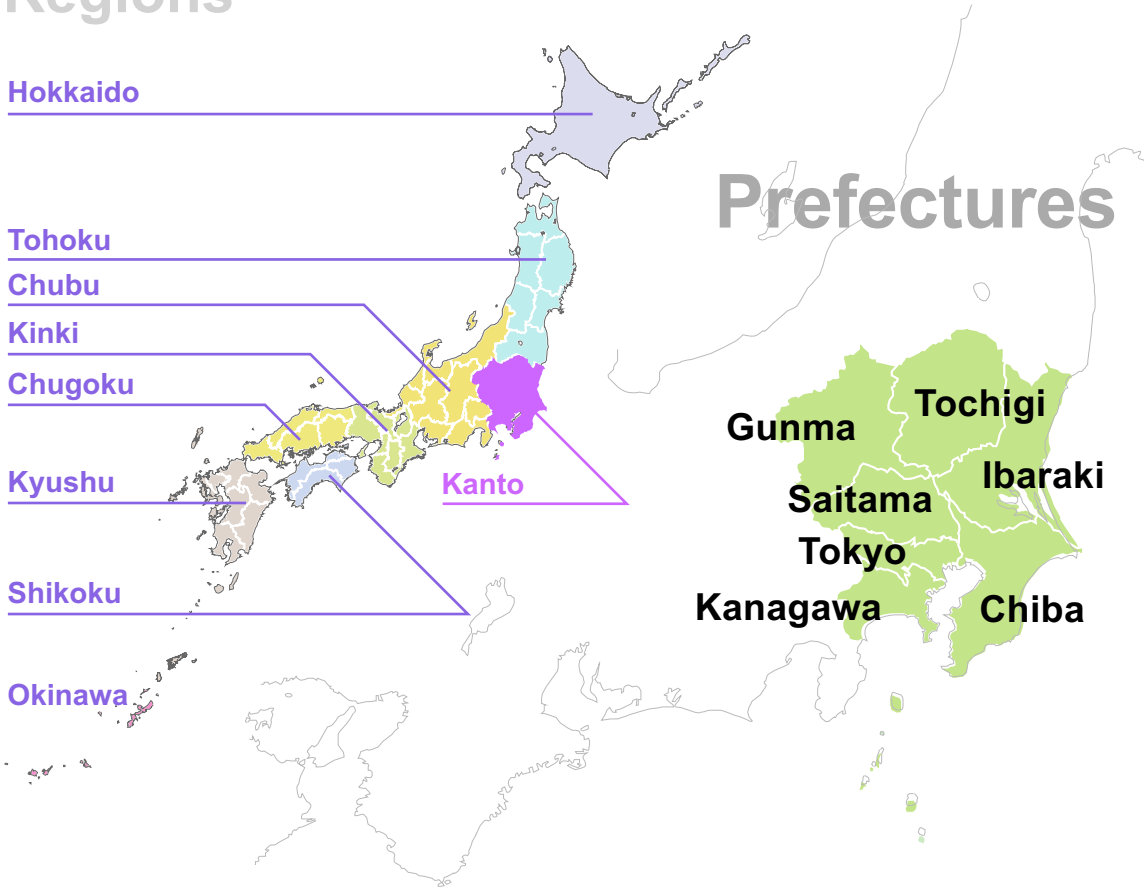 Regions
Hokkaido
Prefectures
Tohoku
Chubu
Kinki
Chugoku
Kyushu
Kanto
Shikoku
Okinawa
Tochigi
Gunma
Ibaraki
Saitama
Tokyo
Kanagawa
Chiba